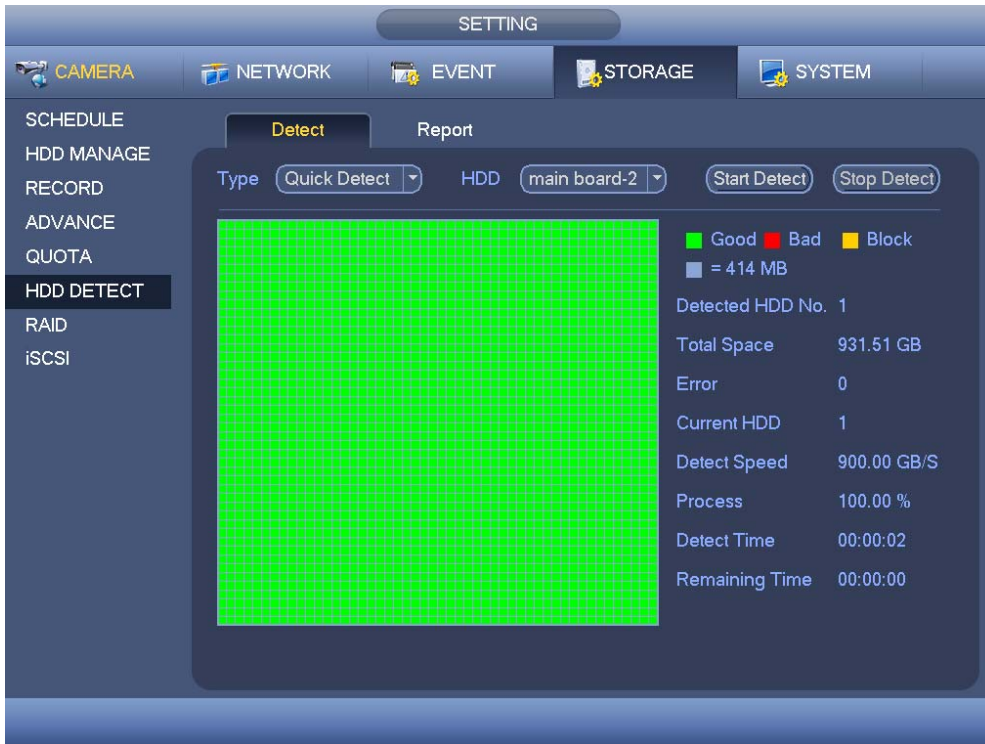 SETTING
CAMERA NETWORK EVENT STORAGE SYSTEM
SCHEDULE
HDD MANAGE
RECORD
ADVANCE
QUOTA
HDD DETECT
RAID
iSCSI
Detect Report
Type Quick Detect HDD main board-2 Start Detect Stop Detect
Good Bad Block
= 414 MB
Detected HDD No. 1
Total Space 931.51 GB
Error 0
Current HDD 1
Detect Speed 900.00 GB/S
Process 100.00 %
Detect Time 00:00:02
Remaining Time 00:00:00